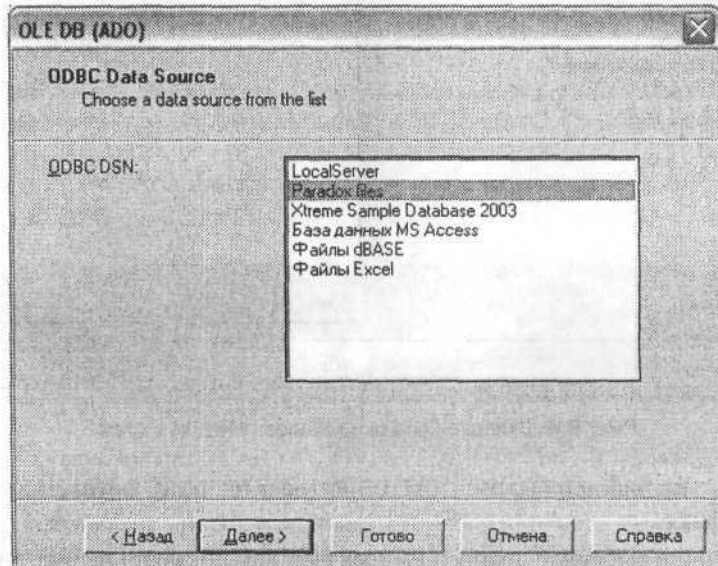 OLE DB (ADO)
ODBC Data Source
Choose a data source from the list
ODBC DSN:
LocalServer
Paradox files
Xtreme Sample Database 2003
База данных MS Access
Файлы dBASE
Файлы Excel
< Назад
Далее >
Готово
Отмена
Справка